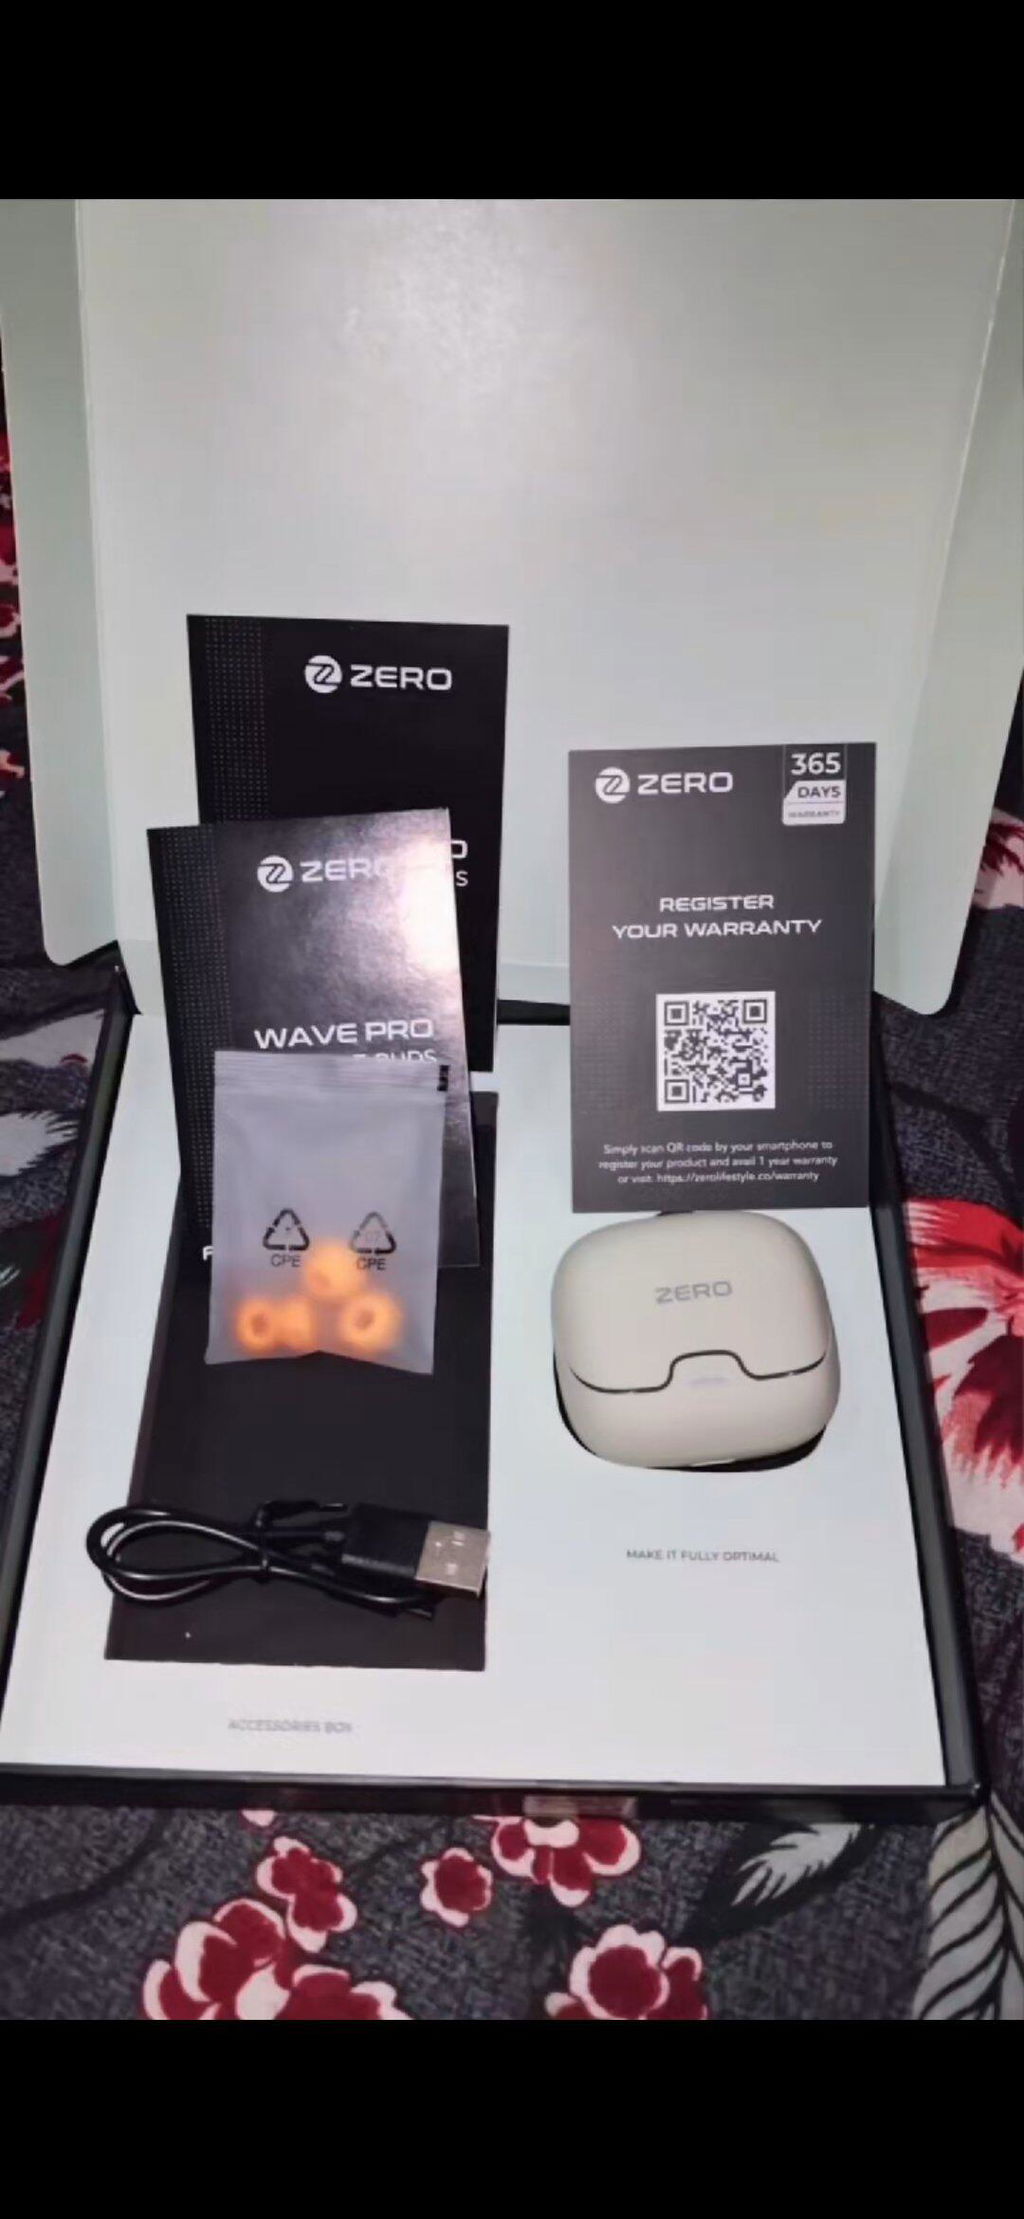 ZERO
365
DAYS
WARRANTY
ZERO
REGISTER
YOUR WARRANTY
Simply scan QR code by your smartphone to
register your product and avail 1 year warranty
or visit: https://zerolifestyle.co/warranty
ZERO
WAVE PRO
CPE
CPE
ZERO
MAKE IT FULLY OPTIMAL
ACCESSORIES BOX